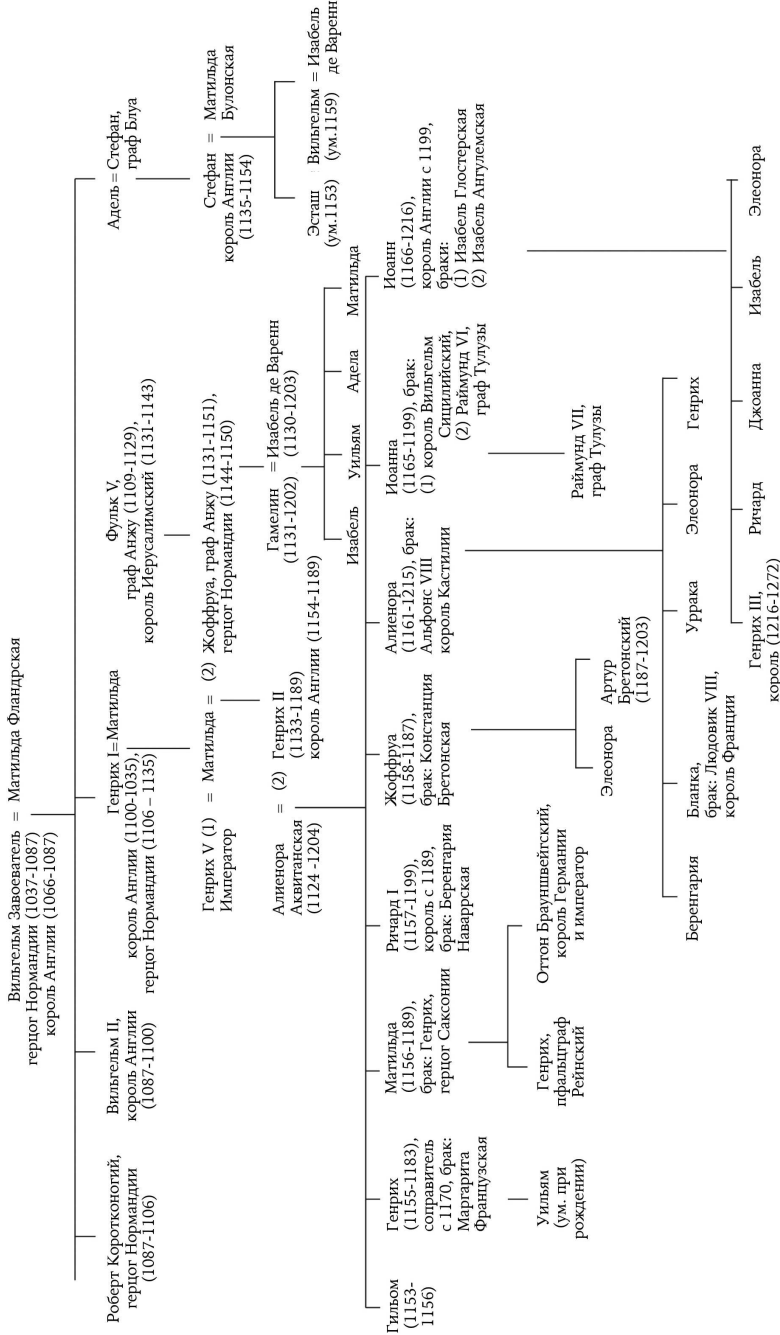 Вильгельм Завоеватель = Матильда Фландрская
герцог Нормандии (1037-1087)
король Англии (1066-1087)
Роберт Коротконогий,
герцог Нормандии
(1087-1106)
Вильгельм II,
король Англии
(1087-1100)
Генрих I=Матильда
король Англии (1100-1035),
герцог Нормандии (1106 – 1135)
Адель = Стефан,
граф Блуа
Фульк V,
граф Анжу (1109-1129),
король Иерусалимский (1131-1143)
Стефан = Матильда
король Англии Булонская
(1135-1154)
Генрих V (1) = Матильда = (2) Жоффруа, граф Анжу (1131-1151),
Император герцог Нормандии (1144-1150)
Эсташ Вильгельм = Изабель
(ум.1153) (ум.1159) де Варенн
Алиенора = (2) Генрих II
Аквитанская (1133-1189)
(1124 -1204) король Англии (1154-1189)
Гамелин = Изабель де Варенн
(1131-1202) (1130-1203)
Изабель Уильям Адела Матильда
Гильом
(1153-
1156)
Генрих
(1155-1183),
соправитель
с 1170, брак:
Маргарита
Французская
Матильда
(1156-1189),
брак: Генрих,
герцог Саксонии
Ричард I
(1157-1199),
король с 1189,
брак: Беренгария
Наваррская
Жоффруа
(1158-1187),
брак: Констанция
Бретонская
Алиенора
(1161-1215), брак:
Альфонс VIII
король Кастилии
Иоанна
(1165-1199), брак:
(1) король Вильгельм
Сицилийский,
(2) Раймунд VI,
граф Тулузы
Иоанн
(1166-1216),
король Англии с 1199,
браки:
(1) Изабель Глостерская
(2) Изабель Ангулемская
Уильям
(ум. при
рождении)
Генрих,
пфальцграф
Рейнский
Оттон Брауншвейгский,
король Германии
и император
Элеонора
Артур
Бретонский
(1187-1203)
Раймунд VII,
граф Тулузы
Беренгария
Бланка,
брак: Людовик VIII,
король Франции
Уррака
Элеонора
Генрих
Генрих III,
король (1216-1272)
Ричард
Джоанна
Изабель
Элеонора